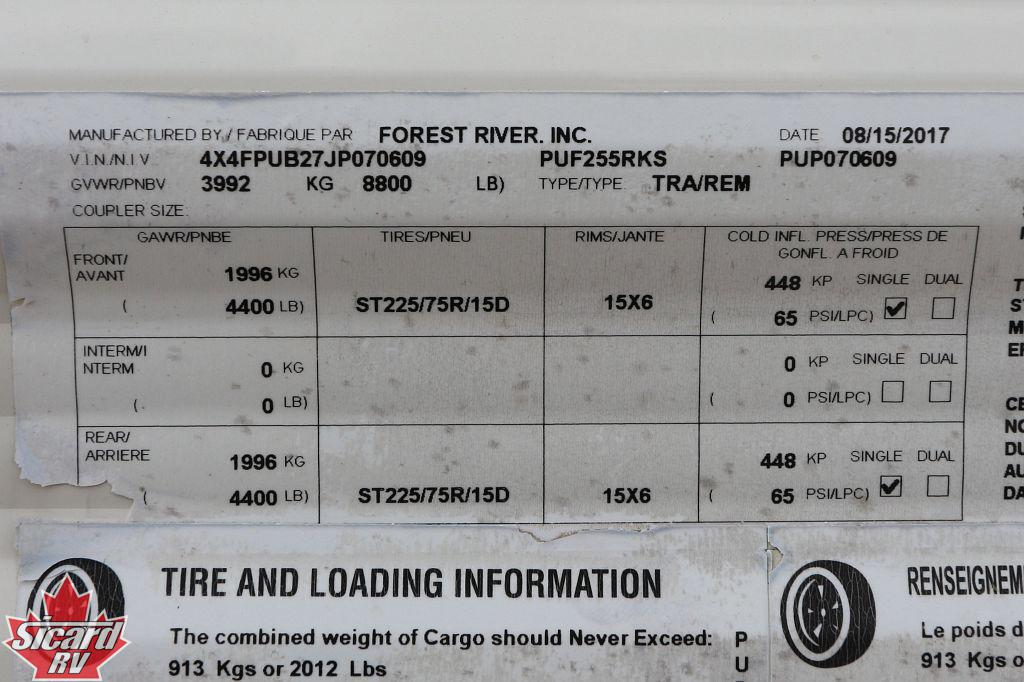 MANUFACTURED BY / FABRIQUE PAR FOREST RIVER. INC. DATE 08/15/2017
V.I.N/N.I V. 4X4FPUB27JP070609 PUF255RKS PUP070609
GVWR/PNBV 3992 KG 8800 LB) TYPE/TYPE TRA/REM
COUPLER SIZE:
GAWR/PNBE TIRES/PNEU RIMS/JANTE COLD INFL. PRESS/PRESS DE
GONFL. A FROID
FRONT/
AVANT 1996 KG 448 KP SINGLE DUAL
( 4400 LB) ST225/75R/15D 15X6 ( 65 PSI/LPC)
INTERM/I
NTERM 0 KG 0 KP SINGLE DUAL
( 0 LB) ( 0 PSI/LPC)
REAR/
ARRIERE 1996 KG 448 KP SINGLE DUAL
( 4400 LB) ST225/75R/15D 15X6 ( 65 PSI/LPC)
TIRE AND LOADING INFORMATION
The combined weight of Cargo should Never Exceed: P
913 Kgs or 2012 Lbs U
RENSEIGNEM
Le poids d
913 Kgs o
Sicard
RV